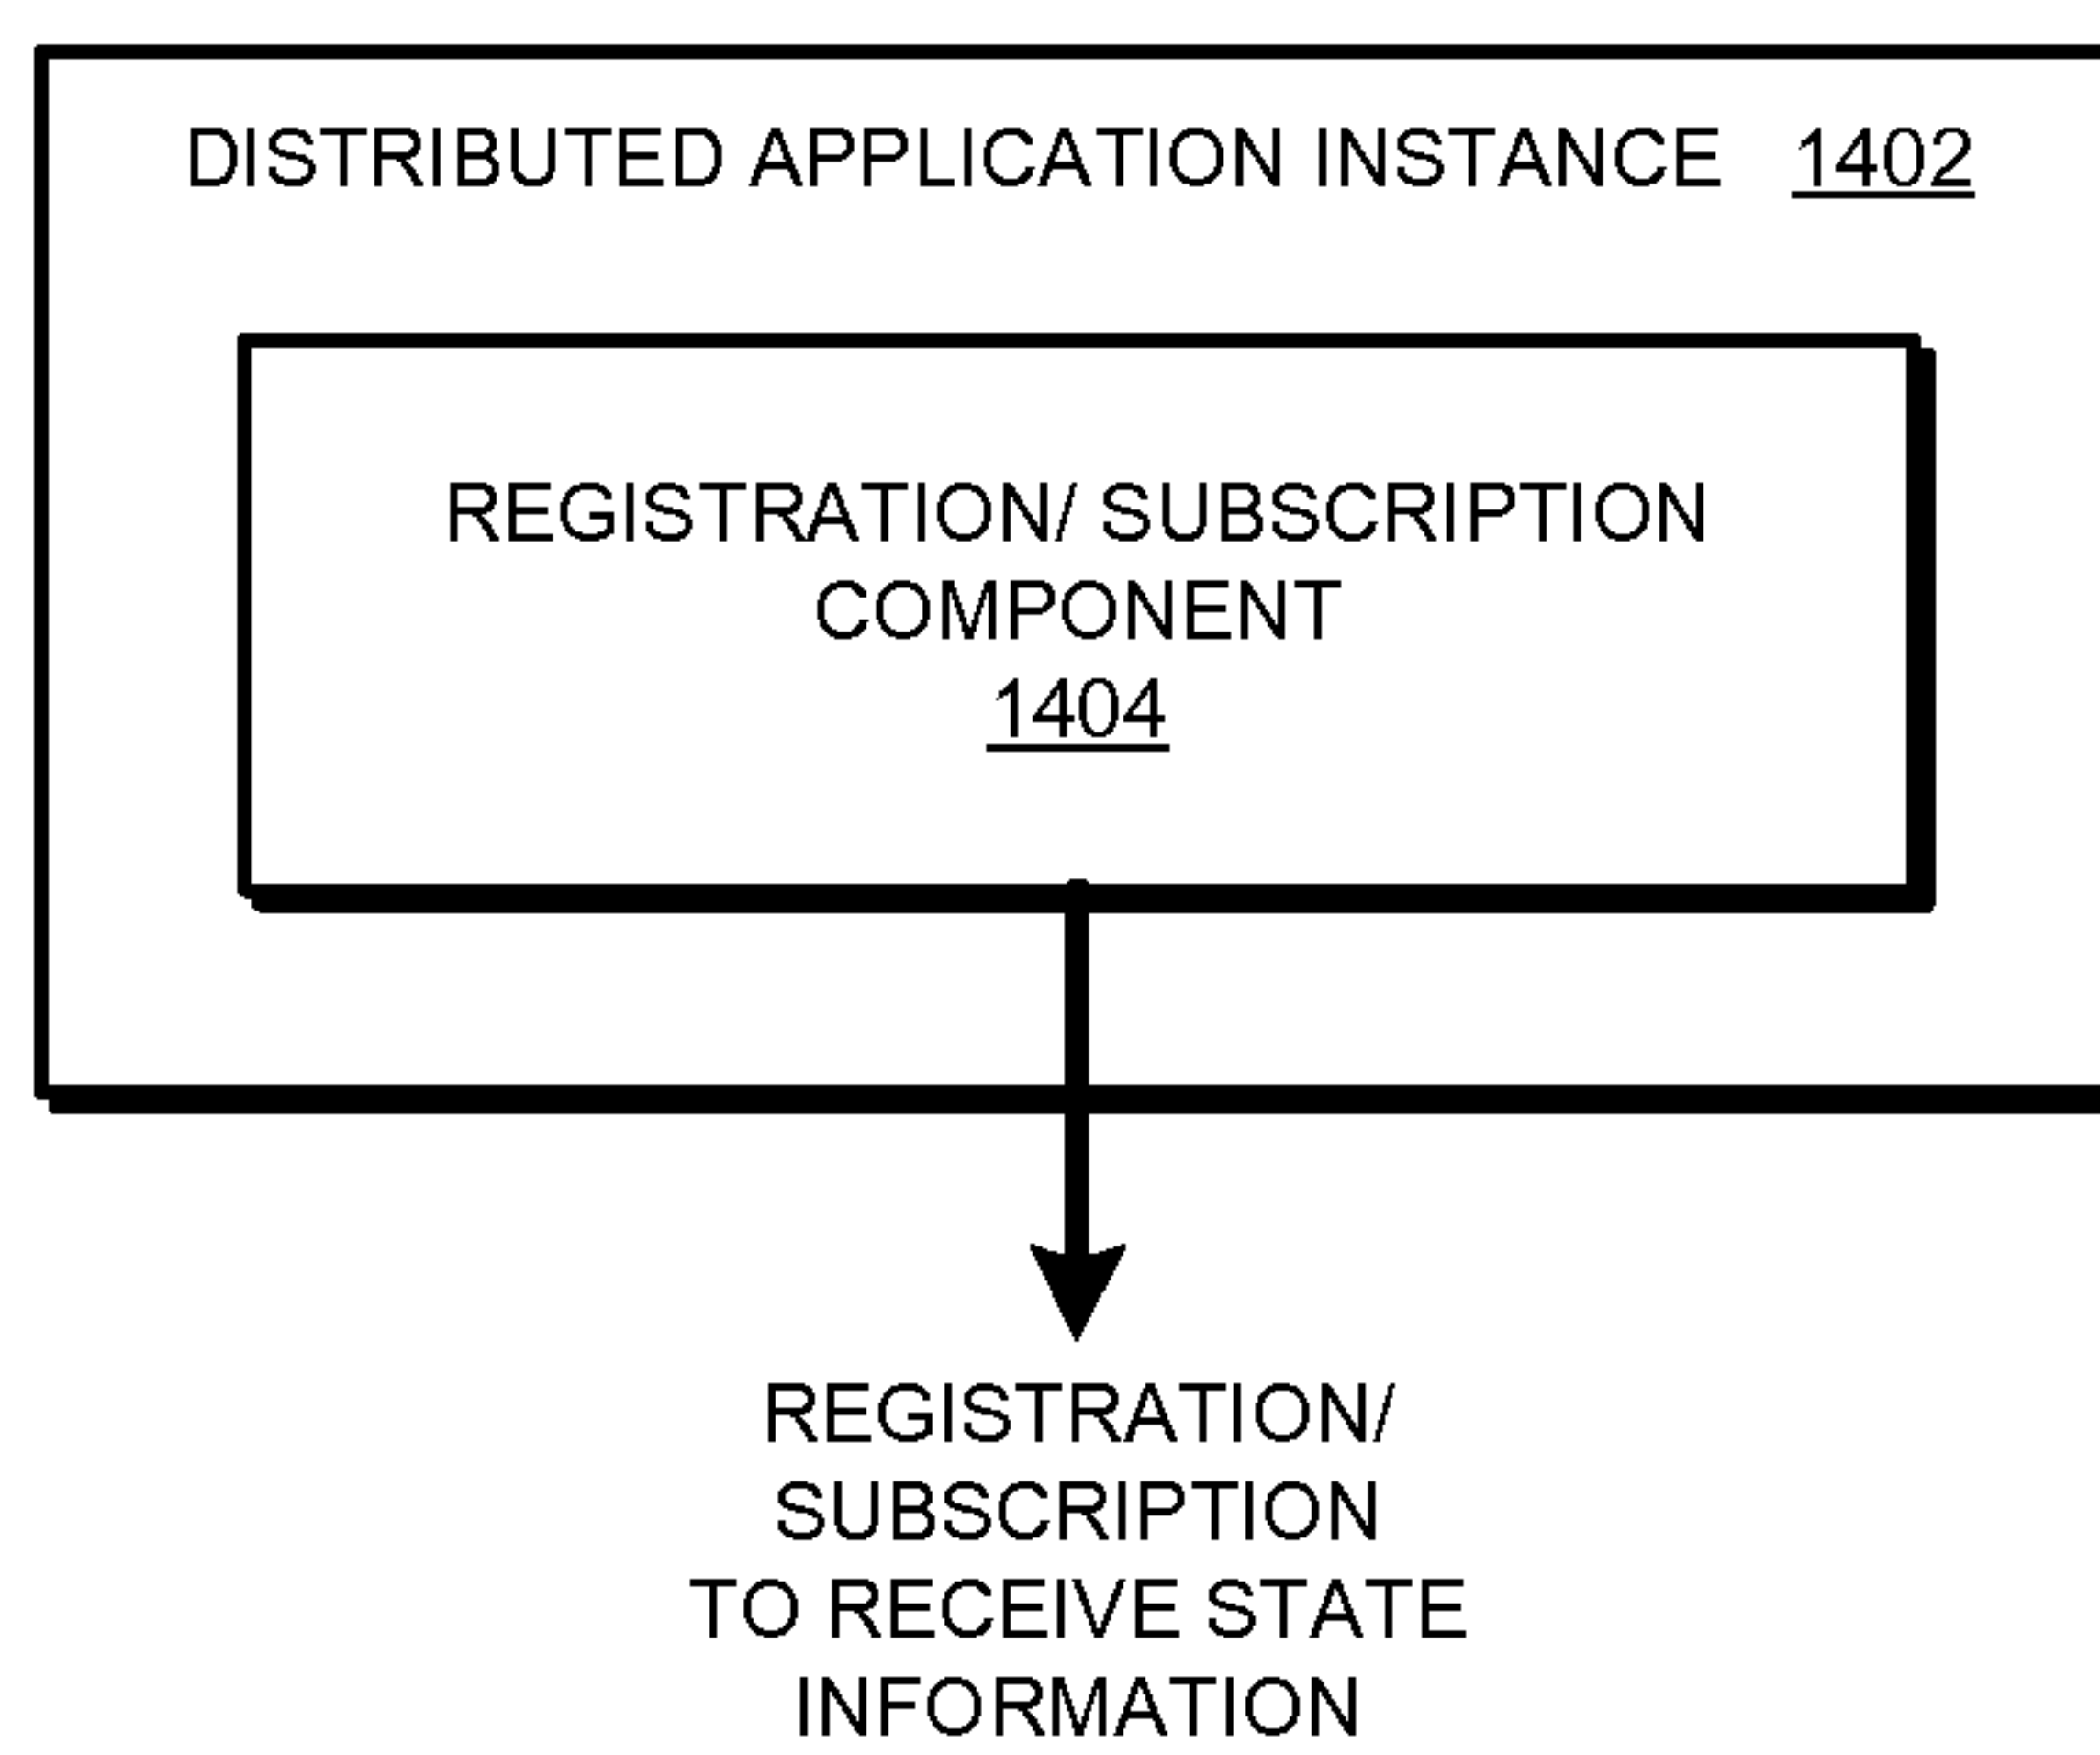 DISTRIBUTED APPLICATION INSTANCE 1402
REGISTRATION/ SUBSCRIPTION
COMPONENT
1404
REGISTRATION/
SUBSCRIPTION
TO RECEIVE STATE
INFORMATION